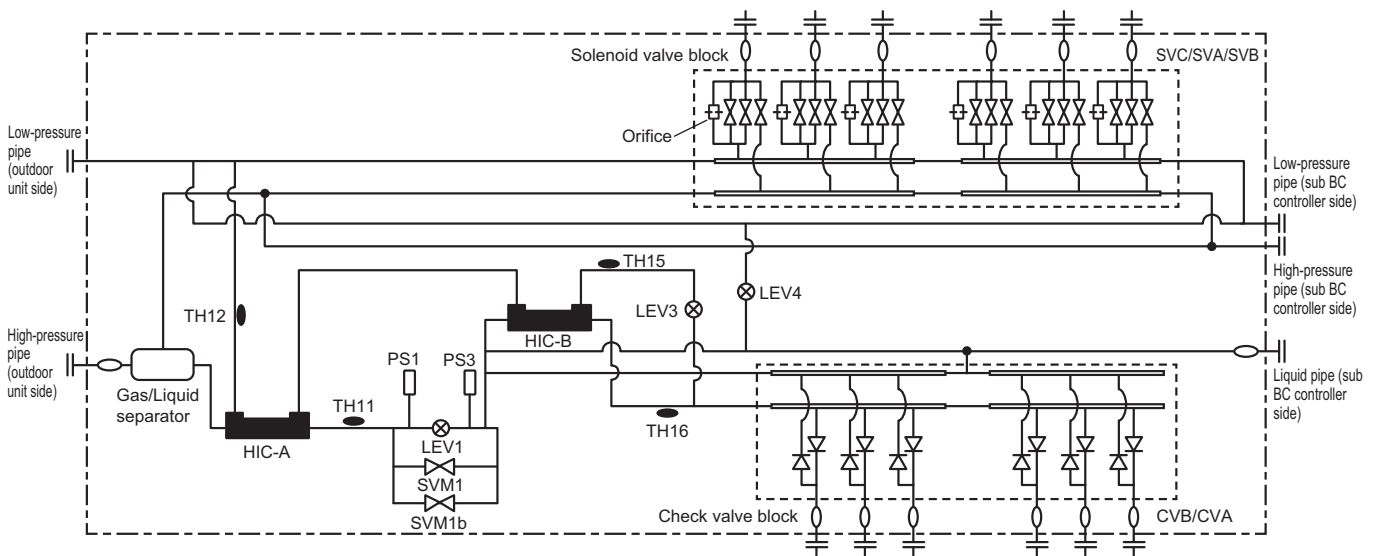 Solenoid valve block
SVC/SVA/SVB
Low-pressure
pipe
(outdoor
unit side)
Orifice
Low-pressure
pipe (sub BC
controller side)
High-pressure
pipe (sub BC
controller side)
TH15
LEV4
TH12
LEV3
High-pressure
pipe
(outdoor
unit side)
HIC-B
PS1
PS3
Gas/Liquid
separator
Liquid pipe (sub
BC controller
side)
TH11
TH16
HIC-A
LEV1
SVM1
SVM1b
Check valve block
CVB/CVA